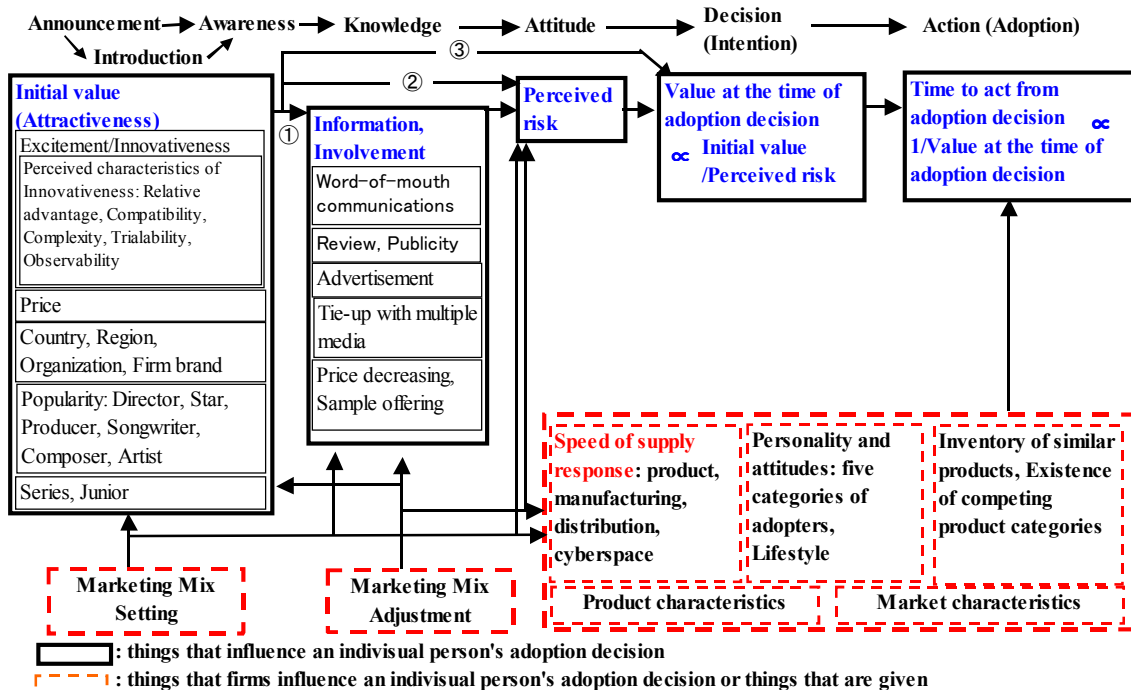 Announcement
Awareness
Knowledge
Attitude
Decision
(Intention)
Action (Adoption)
Introduction
③
②
①
Initial value
(Attractiveness)
Excitement/Innovativeness
Perceived characteristics of
Innovativeness: Relative
advantage, Compatibility,
Complexity, Trialability,
Observability
Price
Country, Region,
Organization, Firm brand
Popularity: Director, Star,
Producer, Songwriter,
Composer, Artist
Series, Junior
Information,
Involvement
Word-of-mouth
communications
Review, Publicity
Advertisement
Tie-up with multiple
media
Price decreasing,
Sample offering
Perceived
risk
Value at the time of
adoption decision
∝ Initial value
/Perceived risk
Time to act from
adoption decision ∝
1/Value at the time of
adoption decision
Speed of supply
response: product,
manufacturing,
distribution,
cyberspace
Personality and
attitudes: five
categories of
adopters,
Lifestyle
Inventory of similar
products, Existence
of competing
product categories
Product characteristics
Market characteristics
Marketing Mix
Setting
Marketing Mix
Adjustment
: things that influence an indivisual person's adoption decision
: things that firms influence an indivisual person's adoption decision or things that are given